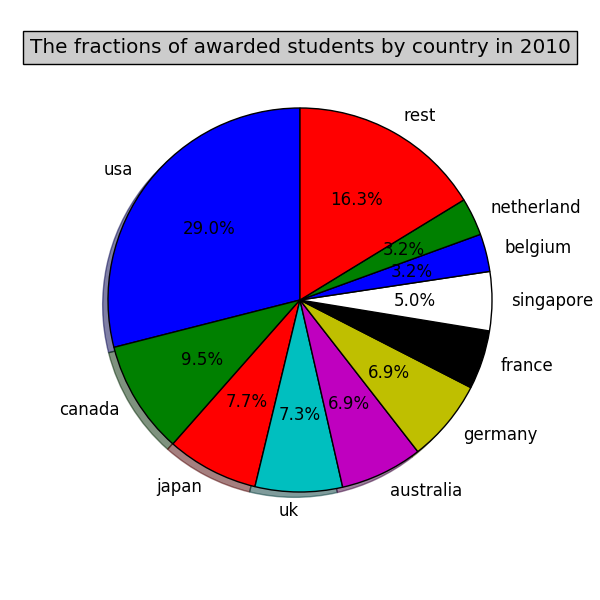 The fractions of awarded students by country in 2010
rest
usa
16.3%
netherland
29.0%
3.2%
belgium
3.2%
5.0%
singapore
9.5%
france
6.9%
7.7%
6.9%
canada
7.3%
germany
japan
australia
uk